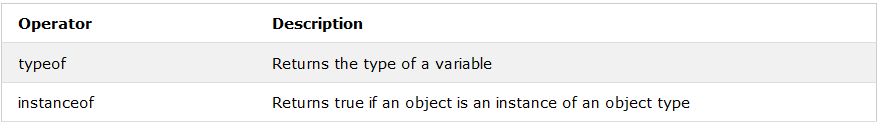 Operator Description
typeof Returns the type of a variable
instanceof Returns true if an object is an instance of an object type